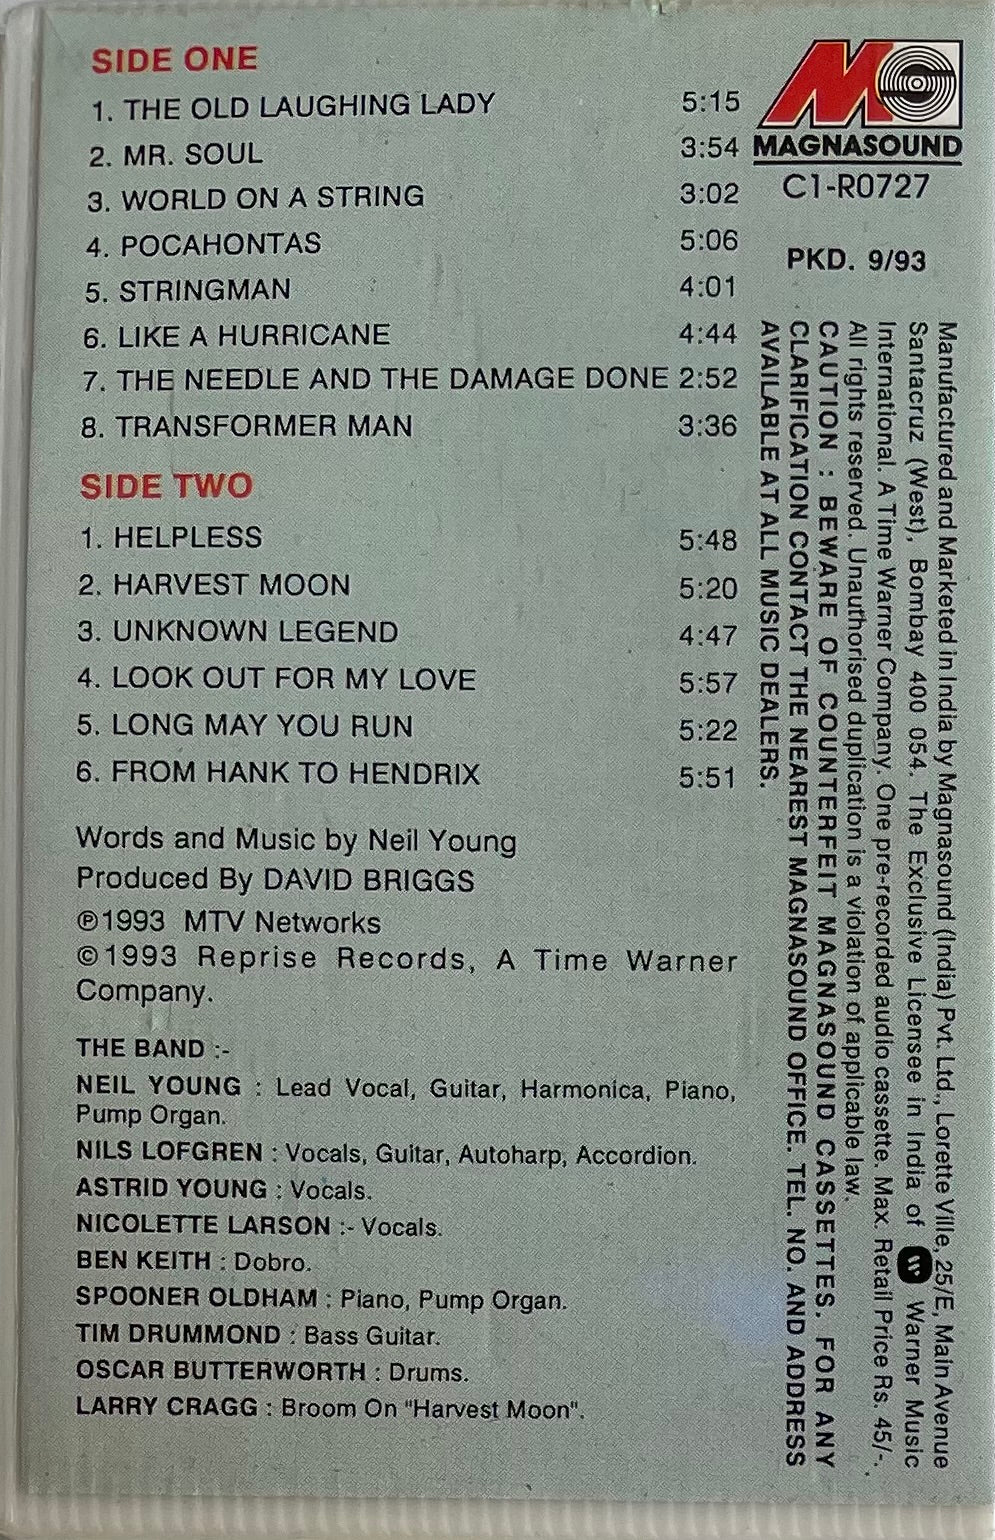 SIDE ONE
1. THE OLD LAUGHING LADY 5:15
2. MR. SOUL 3:54
3. WORLD ON A STRING 3:02
4. POCAHONTAS 5:06
5. STRINGMAN 4:01
6. LIKE A HURRICANE 4:44
7. THE NEEDLE AND THE DAMAGE DONE 2:52
8. TRANSFORMER MAN 3:36
SIDE TWO
1. HELPLESS 5:48
2. HARVEST MOON 5:20
3. UNKNOWN LEGEND 4:47
4. LOOK OUT FOR MY LOVE 5:57
5. LONG MAY YOU RUN 5:22
6. FROM HANK TO HENDRIX 5:51
Words and Music by Neil Young
Produced By DAVID BRIGGS
℗1993 MTV Networks
©1993 Reprise Records, A Time Warner
Company.
THE BAND :-
NEIL YOUNG : Lead Vocal, Guitar, Harmonica, Piano,
Pump Organ.
NILS LOFGREN : Vocals, Guitar, Autoharp, Accordion.
ASTRID YOUNG : Vocals.
NICOLETTE LARSON :- Vocals.
BEN KEITH : Dobro.
SPOONER OLDHAM : Piano, Pump Organ.
TIM DRUMMOND : Bass Guitar.
OSCAR BUTTERWORTH : Drums.
LARRY CRAGG : Broom On "Harvest Moon".
MC
MAGNASOUND
C1-R0727
PKD. 9/93
Manufactured and Marketed in India by Magnasound (India) Pvt. Ltd., Lorette Ville, 25/E, Main Avenue
Santacruz (West), Bombay 400 054. The Exclusive Licensee in India of Warner Music
International. A Time Warner Company. One pre-recorded audio cassette. Max. Retail Price Rs. 45/-.
All rights reserved. Unauthorised duplication is a violation of applicable law.
CAUTION : BEWARE OF COUNTERFEIT MAGNASOUND CASSETTES. FOR ANY
CLARIFICATION CONTACT THE NEAREST MAGNASOUND OFFICE. TEL. NO. AND ADDRESS
AVAILABLE AT ALL MUSIC DEALERS.